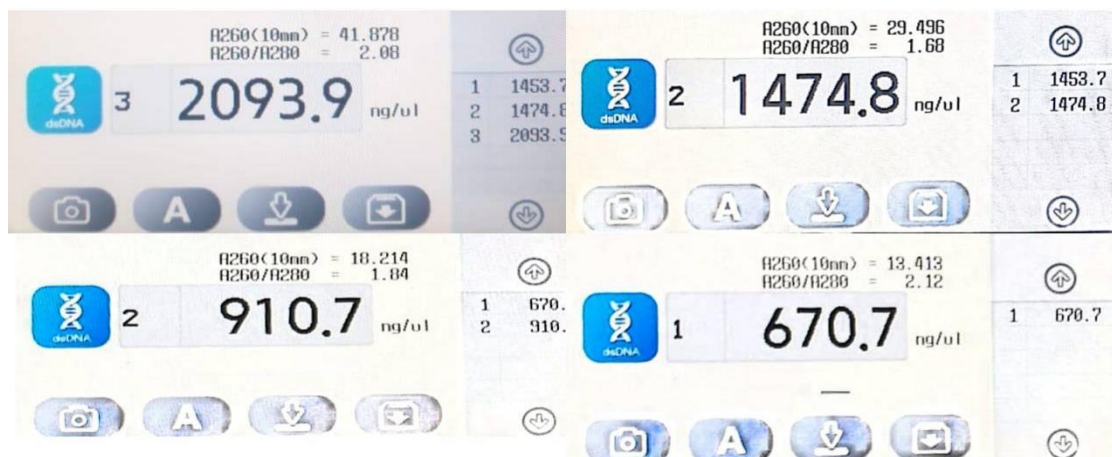 A260(10mm) = 41.878
A260/A280 = 2.08
dsDNA
3 2093.9 ng/ul
1 1453.7
2 1474.8
3 2093.9
A
A260(10mm) = 29.496
A260/A280 = 1.68
dsDNA
2 1474.8 ng/ul
1 1453.7
2 1474.8
A
A260(10mm) = 18.214
A260/A280 = 1.84
dsDNA
2 910.7 ng/ul
1 670.
2 910.
A
A260(10mm) = 13.413
A260/A280 = 2.12
dsDNA
1 670.7 ng/ul
1 670.7
A